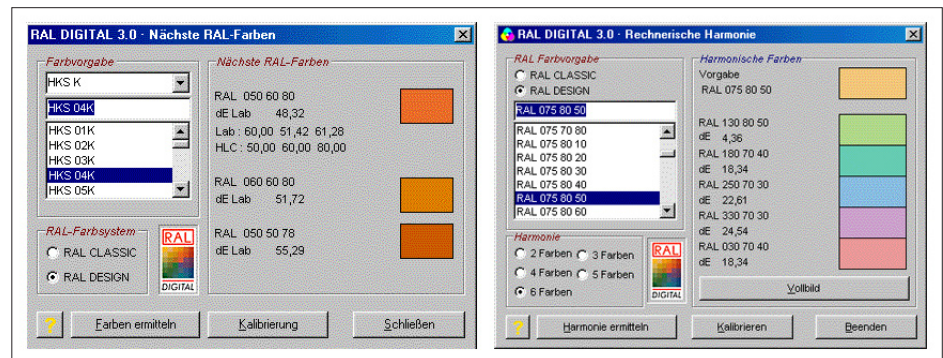 RAL DIGITAL 3.0 - Nächste RAL-Farben
Farbvorgabe
HKS K
HKS 04K
HKS 01K
HKS 02K
HKS 03K
HKS 04K
HKS 05K
RAL-Farbsystem
RAL CLASSIC
RAL DESIGN
RAL
DIGITAL
Nächste RAL-Farben
RAL 050 60 80
dE Lab 48,32
Lab : 60,00 51,42 61,28
HLC : 50,00 60,00 80,00
RAL 060 60 80
dE Lab 51,72
RAL 050 50 78
dE Lab 55,29
?
Farben ermitteln
Kalibrierung
Schließen
RAL DIGITAL 3.0 - Rechnerische Harmonie
RAL Farbvorgabe
RAL CLASSIC
RAL DESIGN
RAL 075 80 50
RAL 075 70 80
RAL 075 80 10
RAL 075 80 20
RAL 075 80 30
RAL 075 80 40
RAL 075 80 50
RAL 075 80 60
Harmonie
2 Farben 3 Farben
4 Farben 5 Farben
6 Farben
RAL
DIGITAL
Harmonische Farben
Vorgabe
RAL 075 80 50
RAL 130 80 50
dE 4,36
RAL 180 70 40
dE 18,34
RAL 250 70 30
dE 22,61
RAL 330 70 30
dE 24,54
RAL 030 70 40
dE 18,34
Vollbild
?
Harmonie ermitteln
Kalibrieren
Beenden